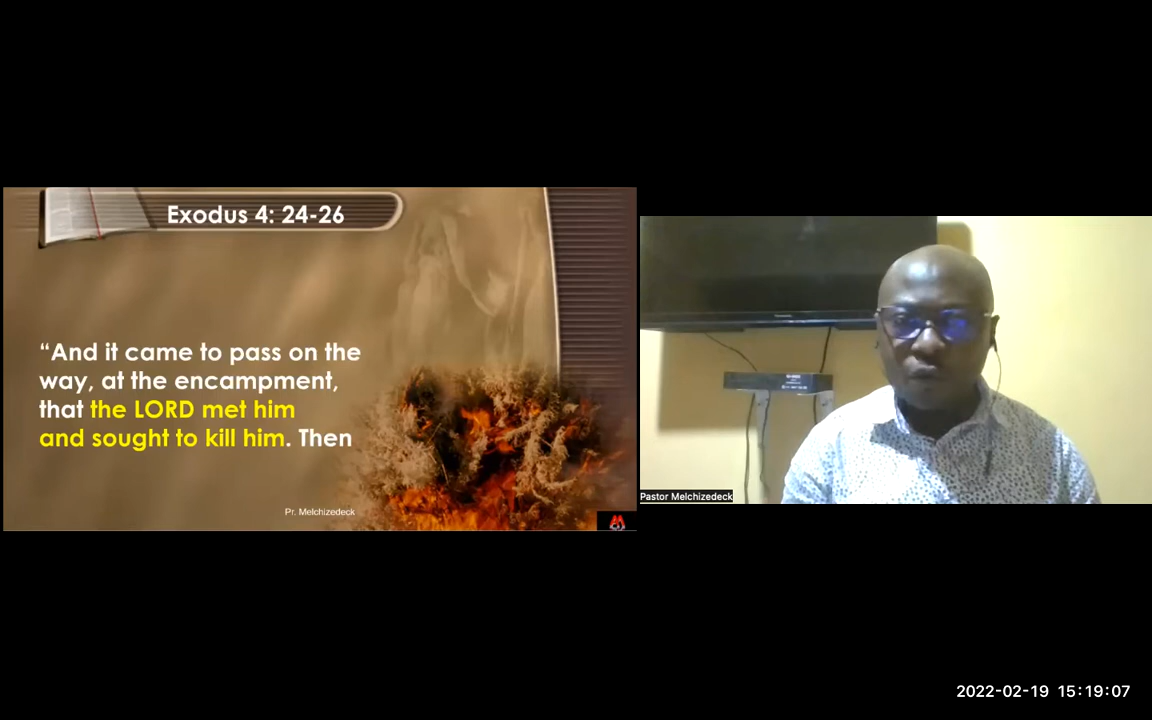 Exodus 4: 24-26
“And it came to pass on the
way, at the encampment,
that the LORD met him
and sought to kill him. Then
Pr. Melchizedeck
Pastor Melchizedeck
2022-02-19 15:19:07